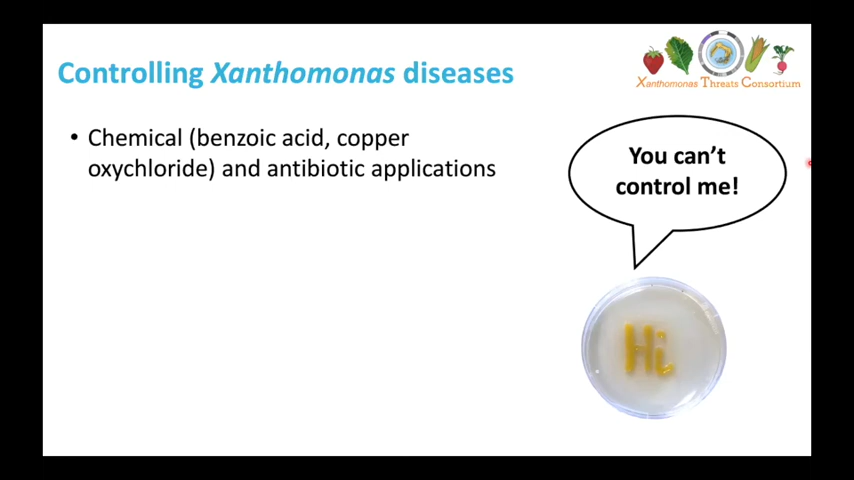 Controlling Xanthomonas diseases
Xanthomonas Threats Consortium
• Chemical (benzoic acid, copper
oxychloride) and antibiotic applications
You can't
control me!
Hi